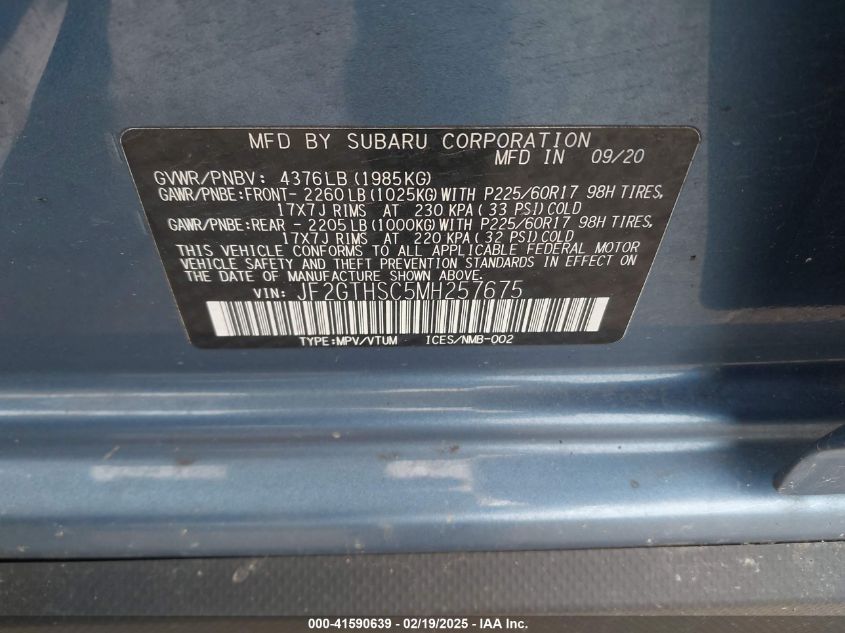 MFD BY SUBARU CORPORATION
MFD IN 09/20
GVWR/PNBV: 4376LB (1985KG)
GAWR/PNBE:FRONT- 2260LB (1025KG)WITH P225/60R17 98H TIRES,
17X7J RIMS AT 230 KPA (33 PSI)COLD
GAWR/PNBE:REAR - 2205LB (1000KG)WITH P225/60R17 98H TIRES,
17X7J RIMS AT 220 KPA (32 PSI)COLD
THIS VEHICLE CONFORMS TO ALL APPLICABLE FEDERAL MOTOR
VEHICLE SAFETY AND THEFT PREVENTION STANDARDS IN EFFECT ON
THE DATE OF MANUFACTURE SHOWN ABOVE.
VIN: JF2GTHSC5MH257675
TYPE:MPV/VTUM ICES/NMB-002
000-41590639 - 02/19/2025 - IAA Inc.